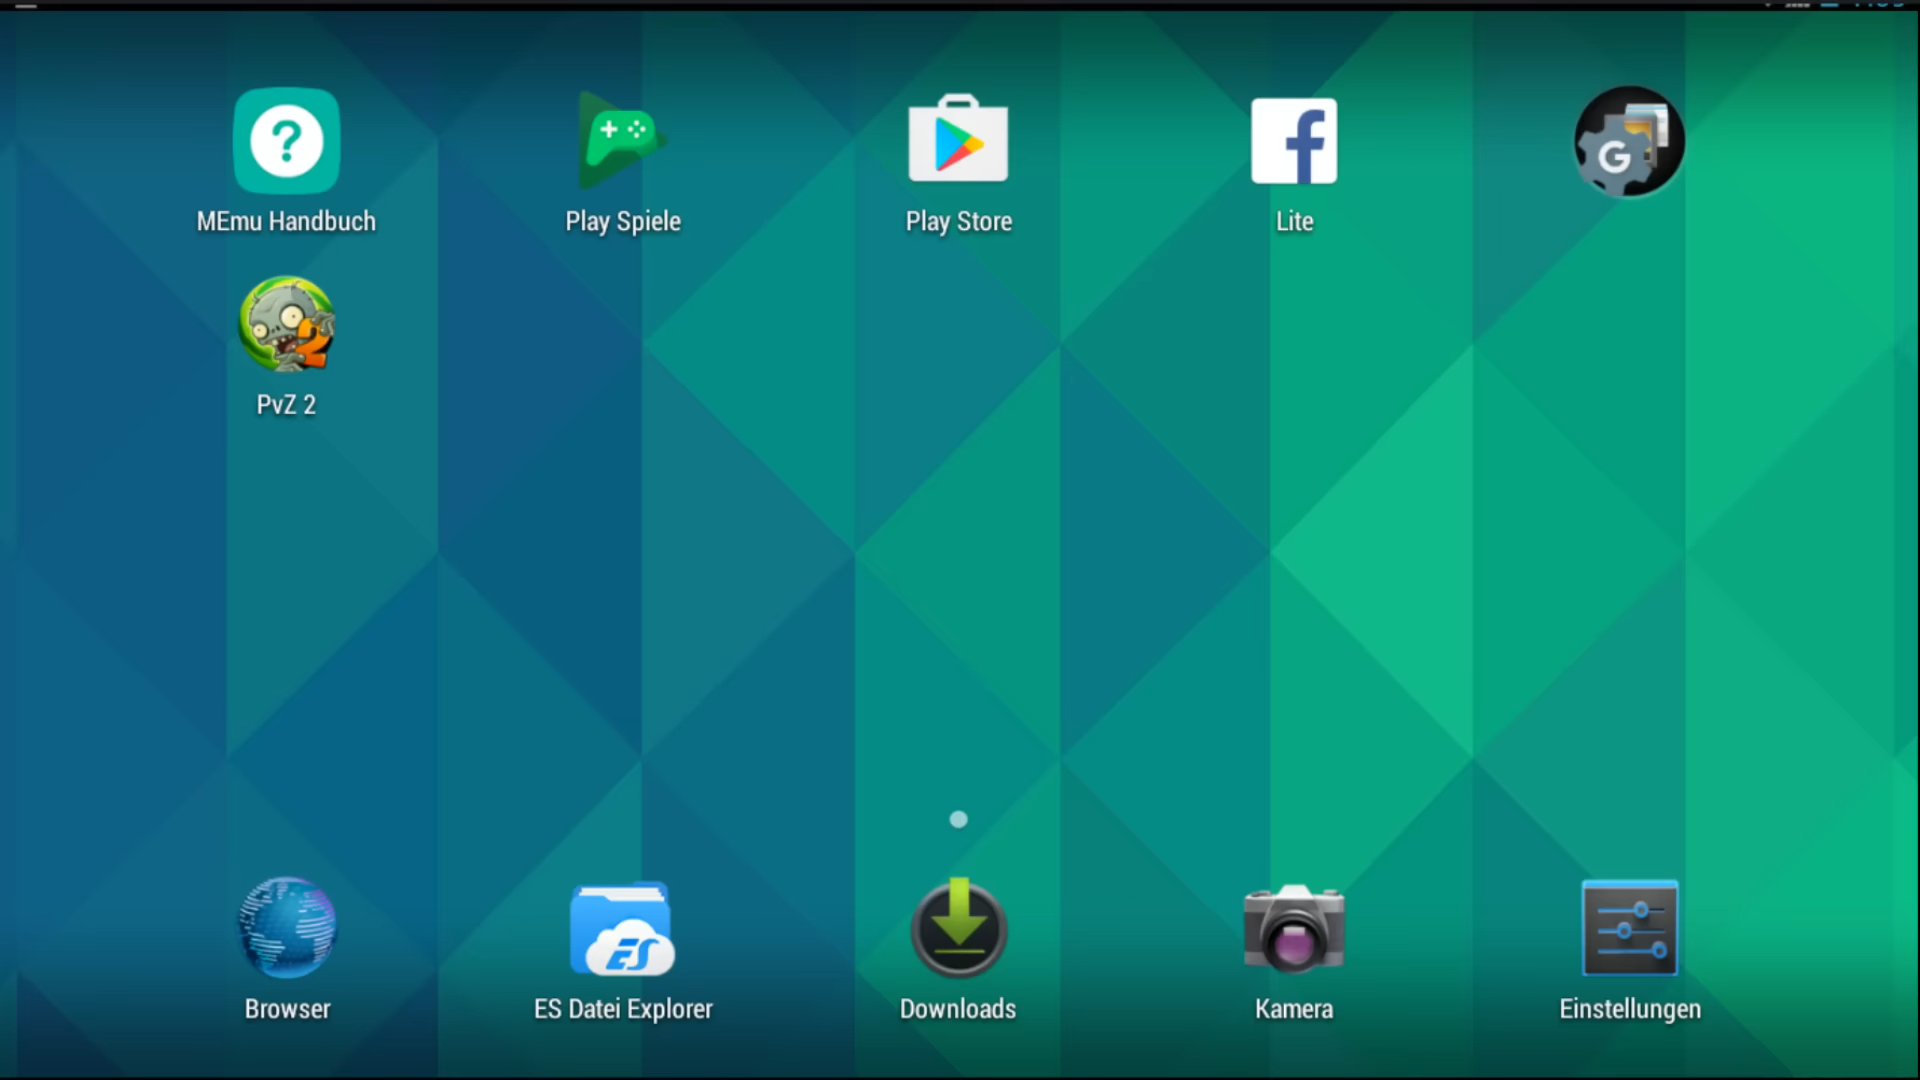 MEmu Handbuch
Play Spiele
Play Store
Lite
PvZ 2
Browser
ES Datei Explorer
Downloads
Kamera
Einstellungen